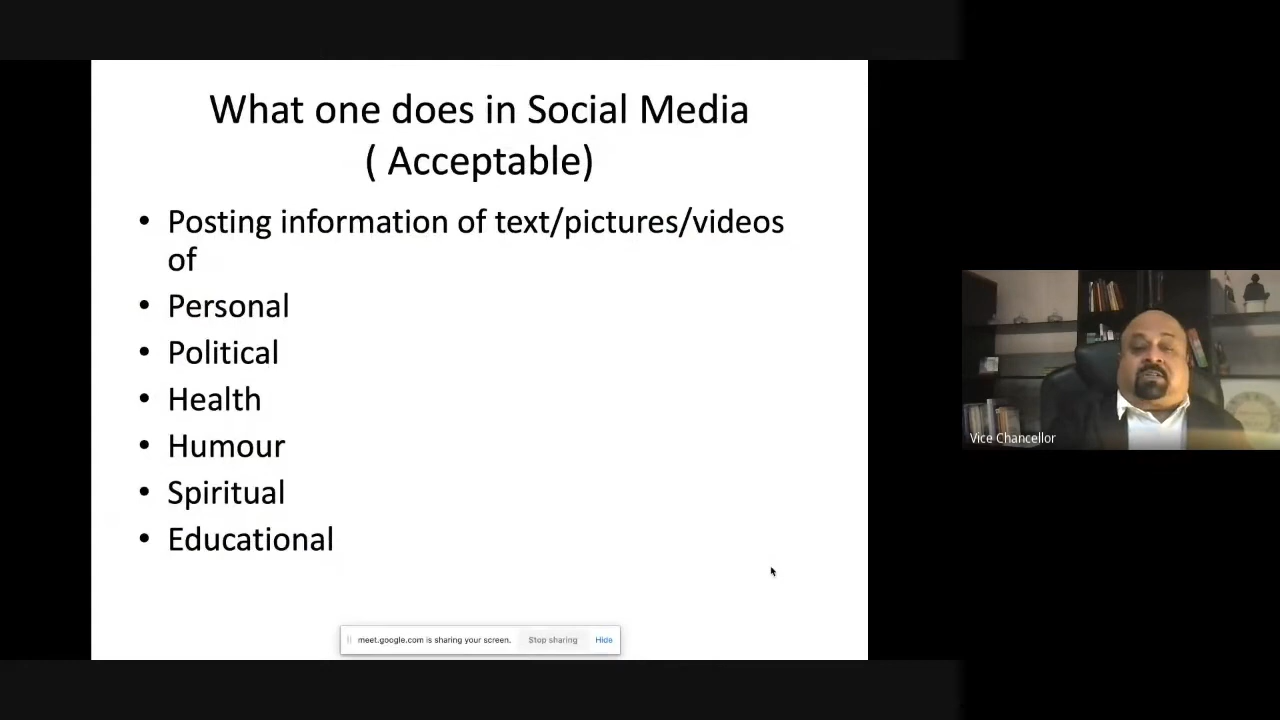 What one does in Social Media
( Acceptable)
• Posting information of text/pictures/videos
of
• Personal
• Political
• Health
• Humour
• Spiritual
• Educational
meet.google.com is sharing your screen.
Stop sharing
Hide
Vice Chancellor